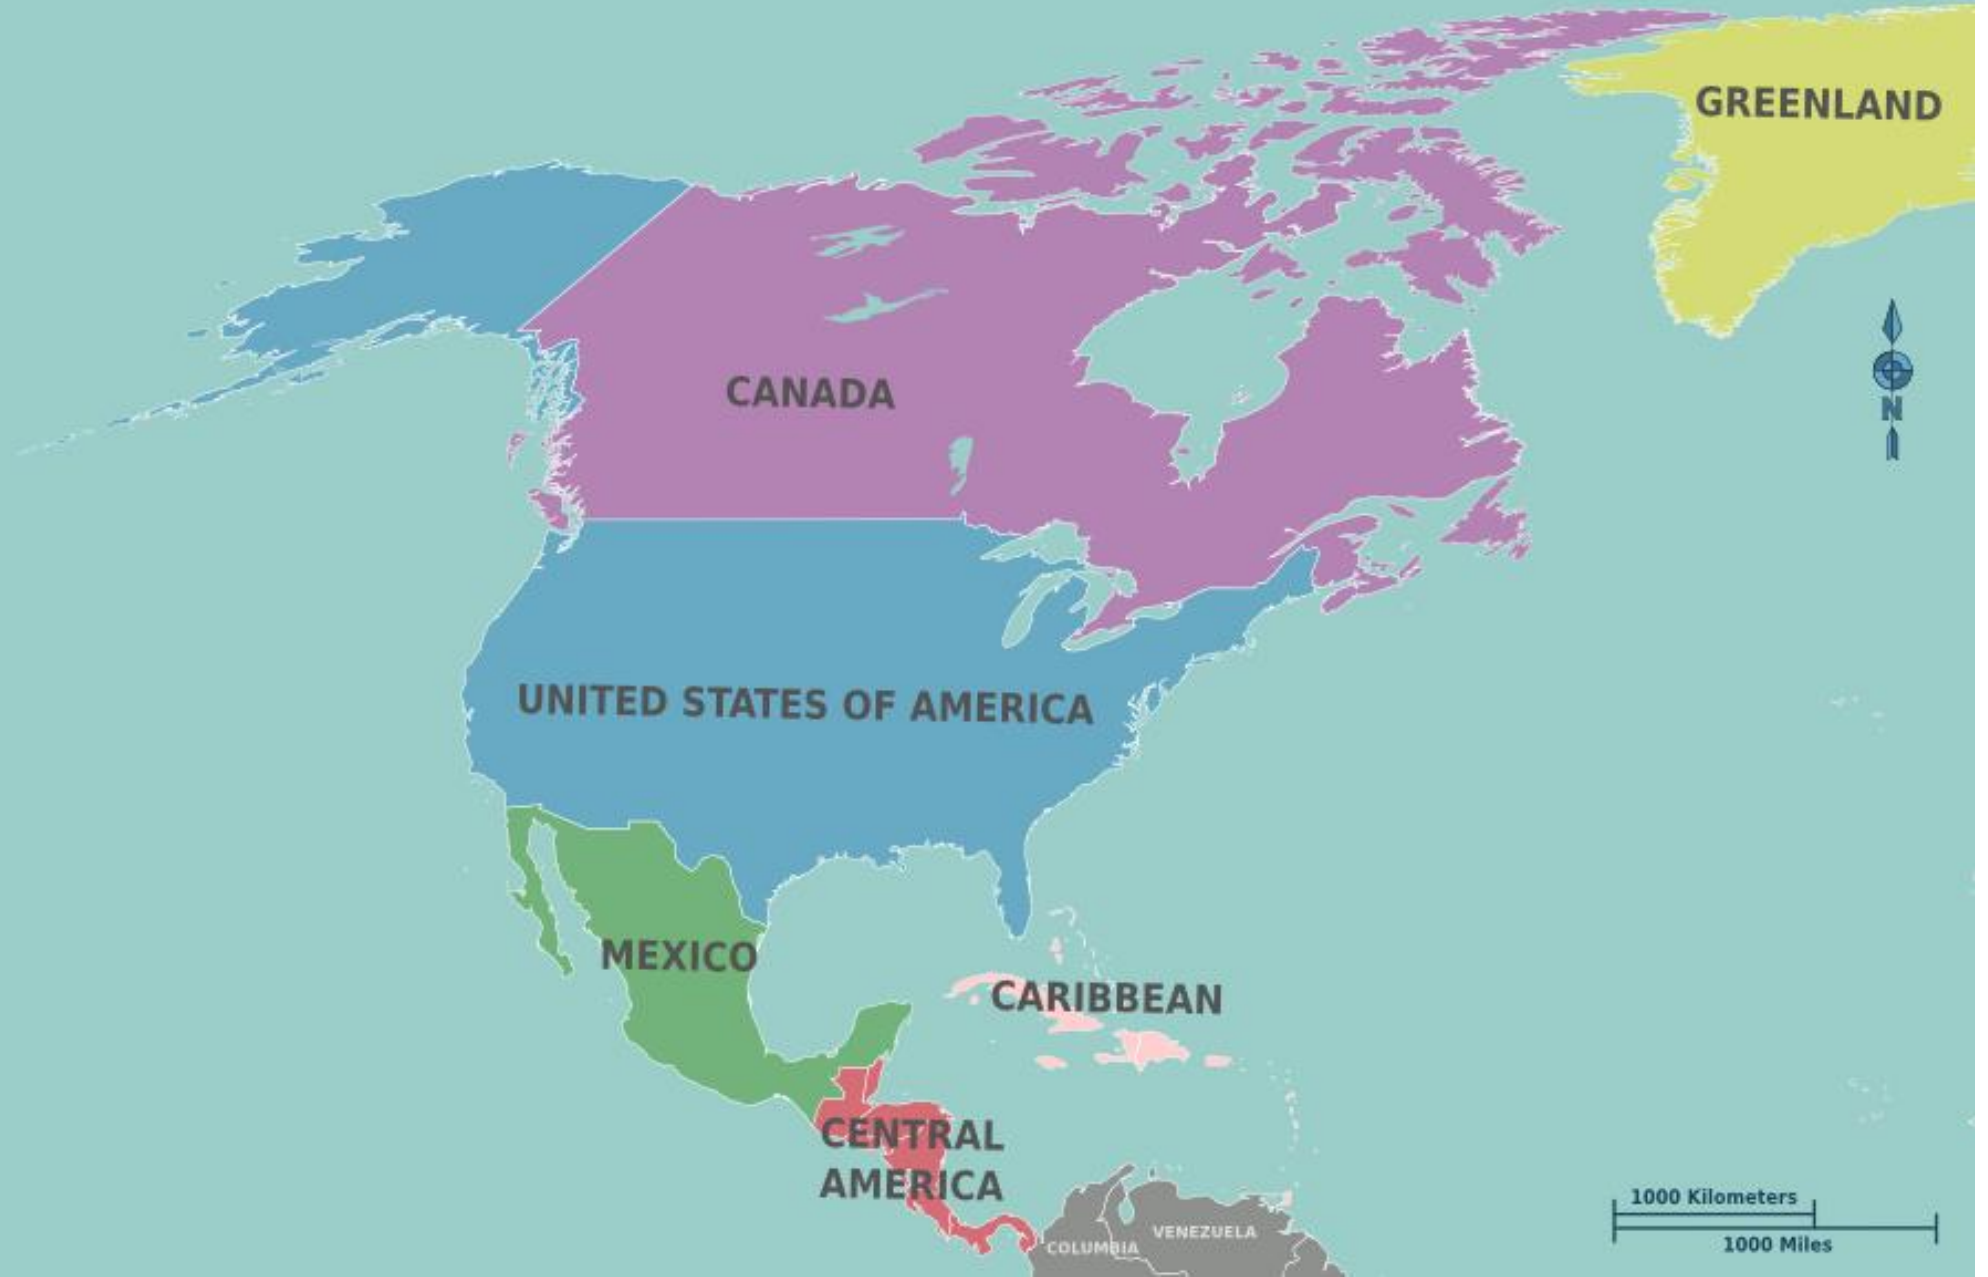 GREENLAND
CANADA
N
UNITED STATES OF AMERICA
MEXICO
CARIBBEAN
CENTRAL
AMERICA
1000 Kilometers
VENEZUELA
COLUMBIA
1000 Miles